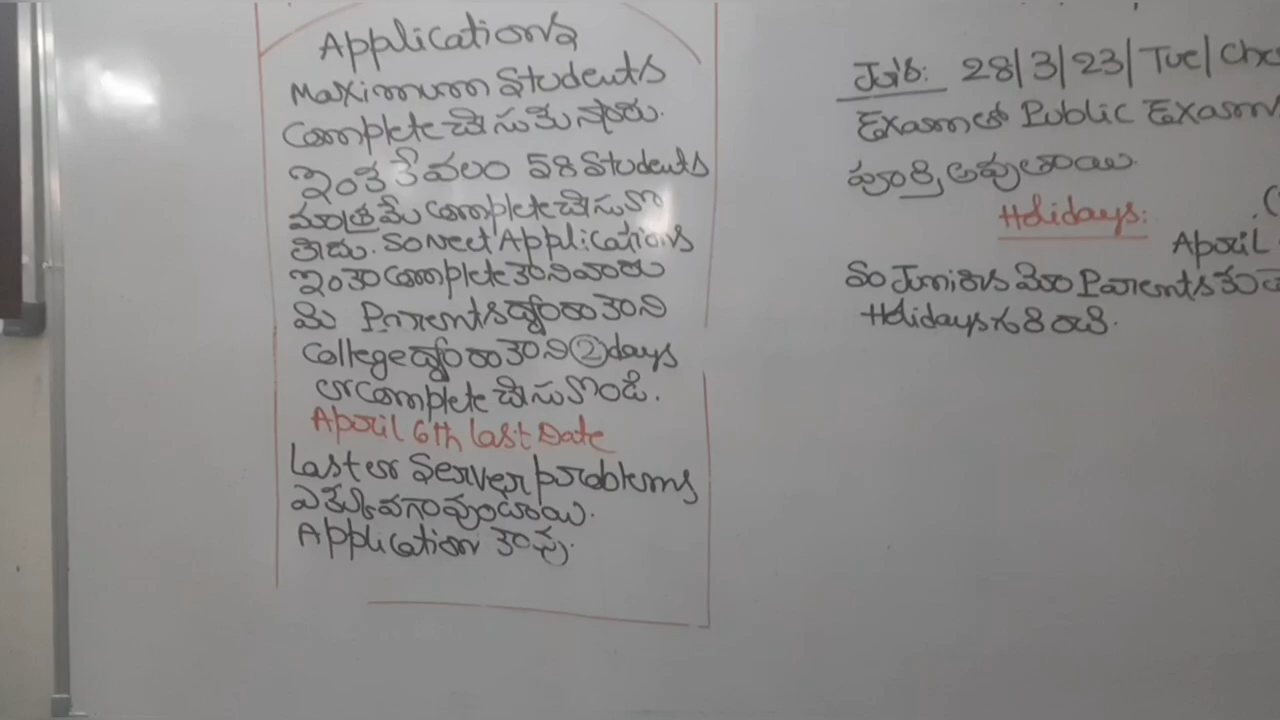 Applications
Maximum Students
Complete చేసుకున్నారు.
ఇంక కేవలం 58 Students
మాత్రమే Complete చేసుకో
లేదు. So Neet Applications
ఇంకా Complete కానివారు
మీ Parents ద్వారా కాని
College ద్వారా కాని 2 days
లో Complete చేసుకోండి.
April 6th last Date
Last లో Server problems
ఎక్కువగా వుంటాయి.
Application కావు.
Jr's: 28/3/23/Tue/Che
Exam తో Public Exam
పూర్తి అవుతాయి.
Holidays:
April
సో Juniors మీ Parents కు
Holidays గురించి.